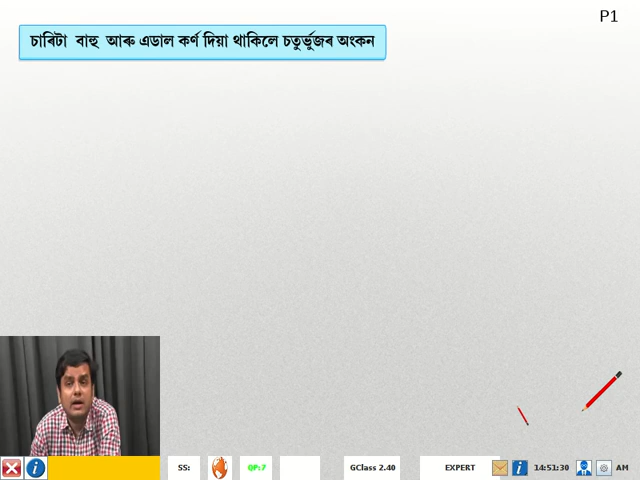 P1
চাৰিটা বাহু আৰু এডাল কৰ্ণ দিয়া থাকিলে চতুৰ্ভুজৰ অংকন
SS: QP:7 GClass 2.40 EXPERT 14:51:30 AM